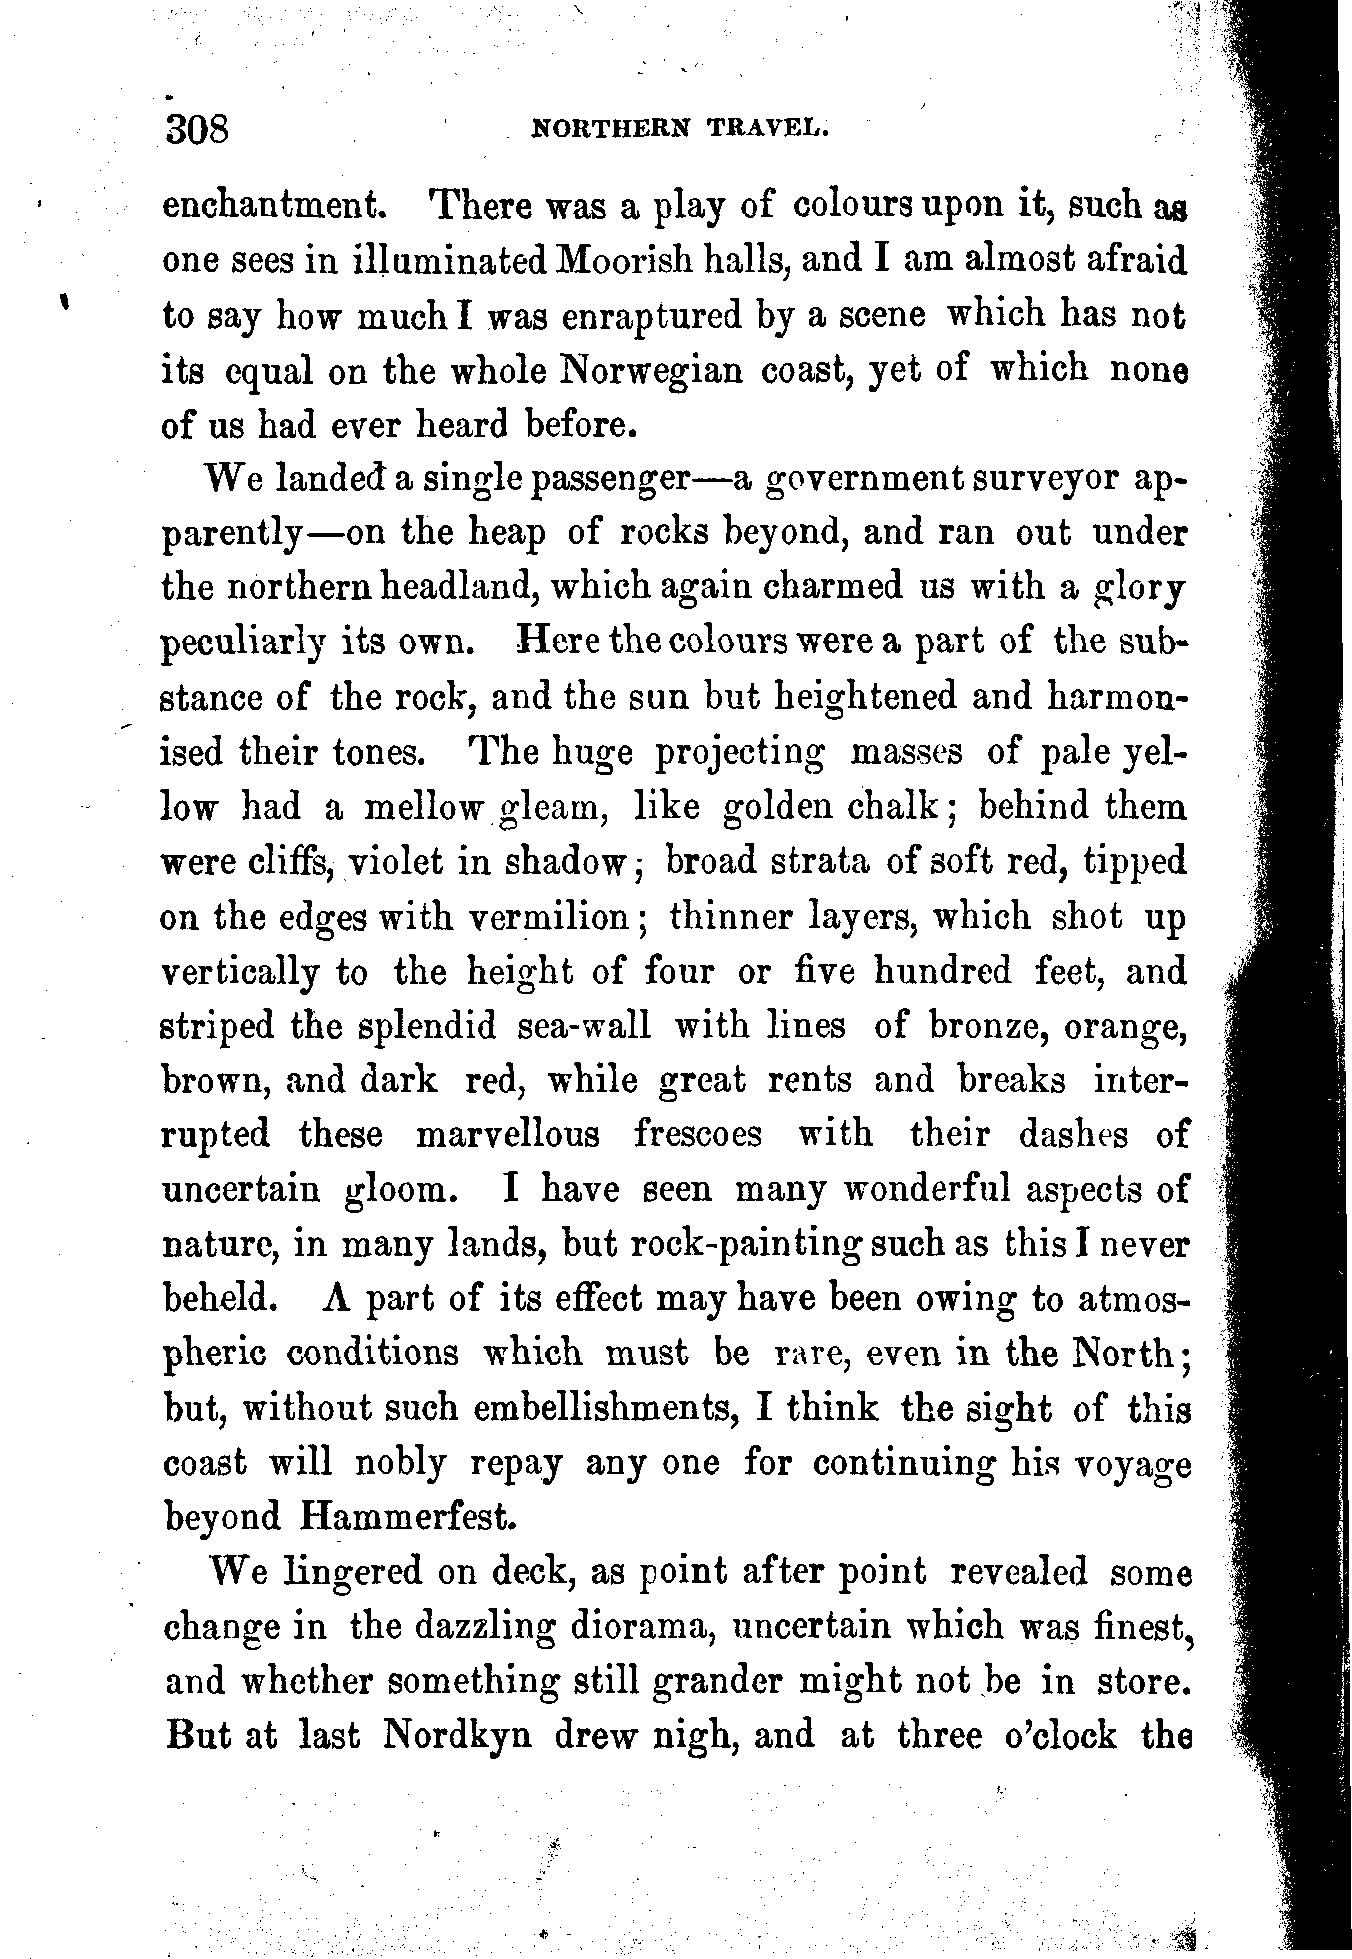 308 NORTHERN TRAVEL.
enchantment. There was a play of colours upon it, such as
one sees in illuminated Moorish halls, and I am almost afraid
to say how much I was enraptured by a scene which has not
its equal on the whole Norwegian coast, yet of which none
of us had ever heard before.
We landed a single passenger—a government surveyor ap-
parently—on the heap of rocks beyond, and ran out under
the northern headland, which again charmed us with a glory
peculiarly its own. Here the colours were a part of the sub-
stance of the rock, and the sun but heightened and harmon-
ised their tones. The huge projecting masses of pale yel-
low had a mellow gleam, like golden chalk; behind them
were cliffs, violet in shadow; broad strata of soft red, tipped
on the edges with vermilion; thinner layers, which shot up
vertically to the height of four or five hundred feet, and
striped the splendid sea-wall with lines of bronze, orange,
brown, and dark red, while great rents and breaks inter-
rupted these marvellous frescoes with their dashes of
uncertain gloom. I have seen many wonderful aspects of
nature, in many lands, but rock-painting such as this I never
beheld. A part of its effect may have been owing to atmos-
pheric conditions which must be rare, even in the North;
but, without such embellishments, I think the sight of this
coast will nobly repay any one for continuing his voyage
beyond Hammerfest.
We lingered on deck, as point after point revealed some
change in the dazzling diorama, uncertain which was finest,
and whether something still grander might not be in store.
But at last Nordkyn drew nigh, and at three o'clock the